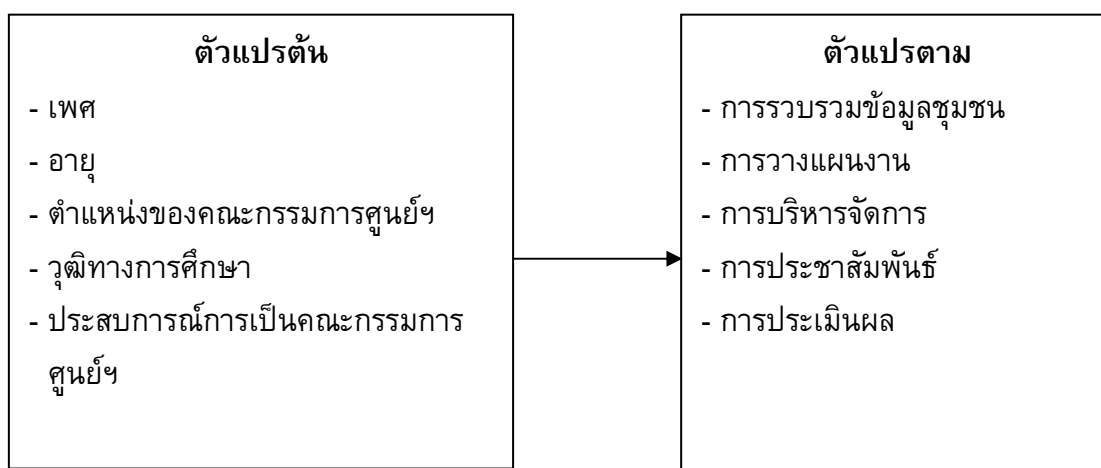 ตัวแปรต้น
- เพศ
- อายุ
- ตำแหน่งของคณะกรรมการศูนย์ฯ
- วุฒิทางการศึกษา
- ประสบการณ์การเป็นคณะกรรมการ
ศูนย์ฯ
ตัวแปรตาม
- การรวบรวมข้อมูลชุมชน
- การวางแผนงาน
- การบริหารจัดการ
- การประชาสัมพันธ์
- การประเมินผล